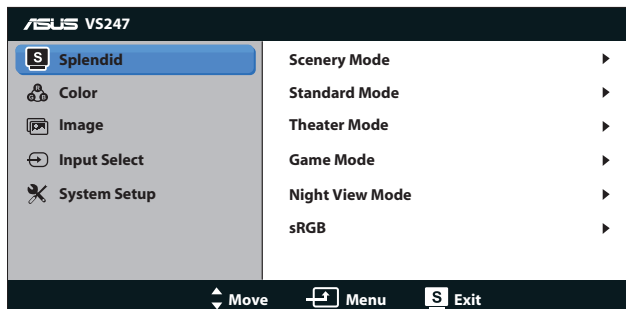 ASUS VS247
S Splendid
Color
Image
Input Select
System Setup
Scenery Mode
Standard Mode
Theater Mode
Game Mode
Night View Mode
sRGB
Move Menu S Exit